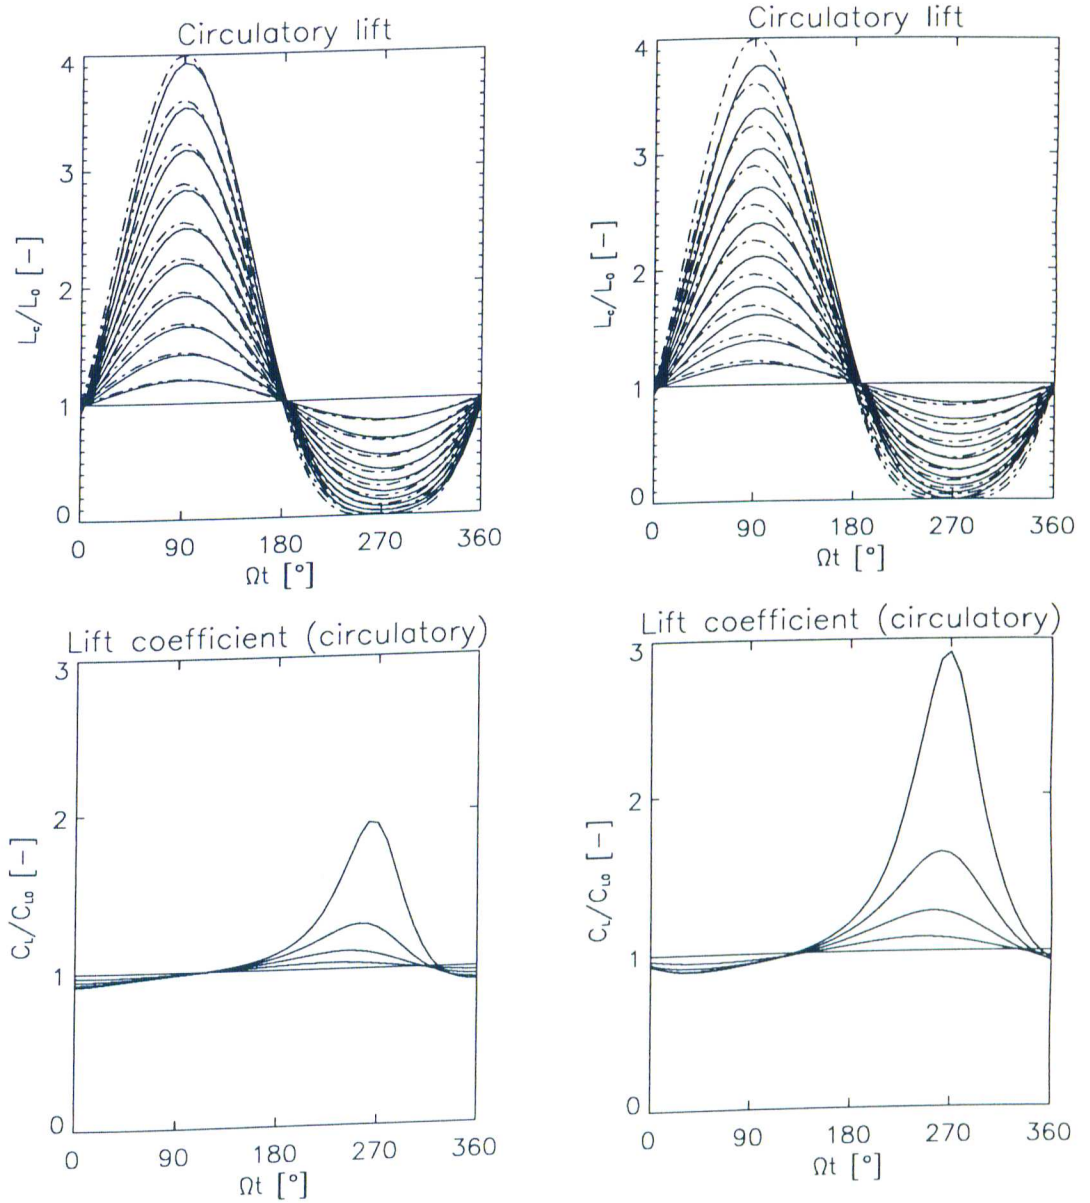 Circulatory lift
4
3
2
1
0
L_c/L_0 [-]
0 90 180 270 360
Ωt [°]
Circulatory lift
4
3
2
1
0
L_c/L_0 [-]
0 90 180 270 360
Ωt [°]
Lift coefficient (circulatory)
3
2
1
0
C_L/C_L0 [-]
0 90 180 270 360
Ωt [°]
Lift coefficient (circulatory)
3
2
1
0
C_L/C_L0 [-]
0 90 180 270 360
Ωt [°]